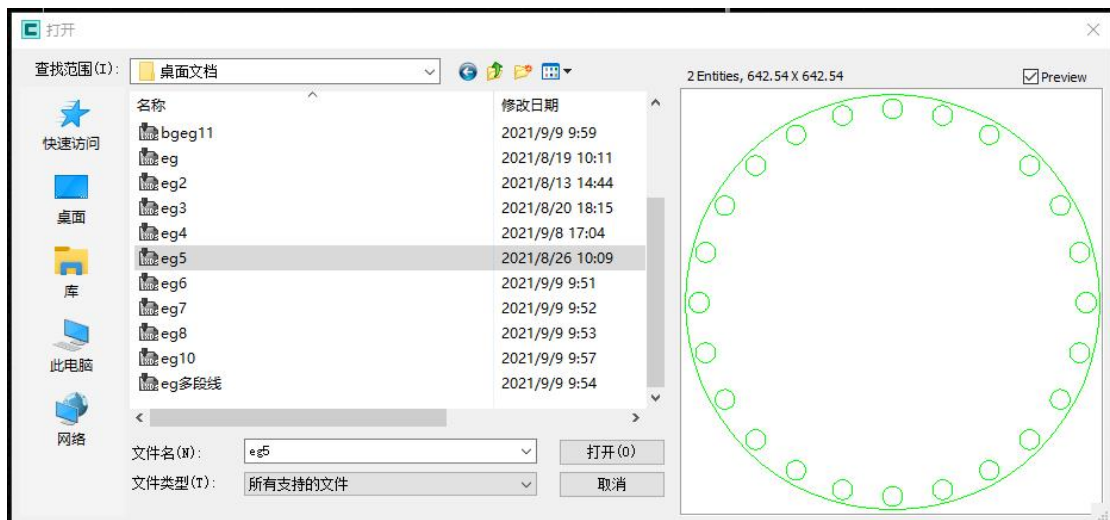 打开
查找范围(I):
桌面文档
2 Entities, 642.54 X 642.54
Preview
快速访问
桌面
库
此电脑
网络
名称 修改日期
bgeg11 2021/9/9 9:59
eg 2021/8/19 10:11
eg2 2021/8/13 14:44
eg3 2021/8/20 18:15
eg4 2021/9/8 17:04
eg5 2021/8/26 10:09
eg6 2021/9/9 9:51
eg7 2021/9/9 9:52
eg8 2021/9/9 9:53
eg10 2021/9/9 9:57
eg多段线 2021/9/9 9:54
文件名(N): eg5 打开(O)
文件类型(T): 所有支持的文件 取消